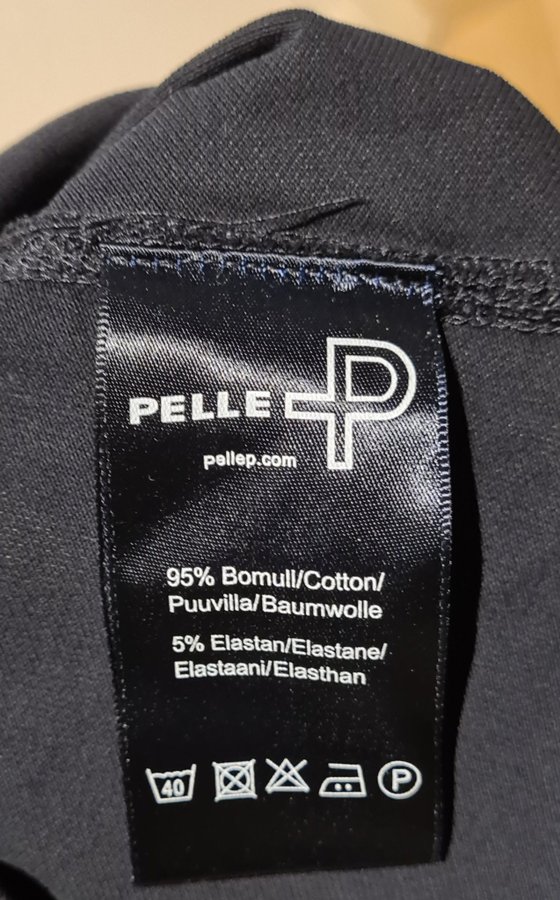 PELLE P
pellep.com
95% Bomull/Cotton/
Puuvilla/Baumwolle
5% Elastan/Elastane/
Elastaani/Elasthan
40 P